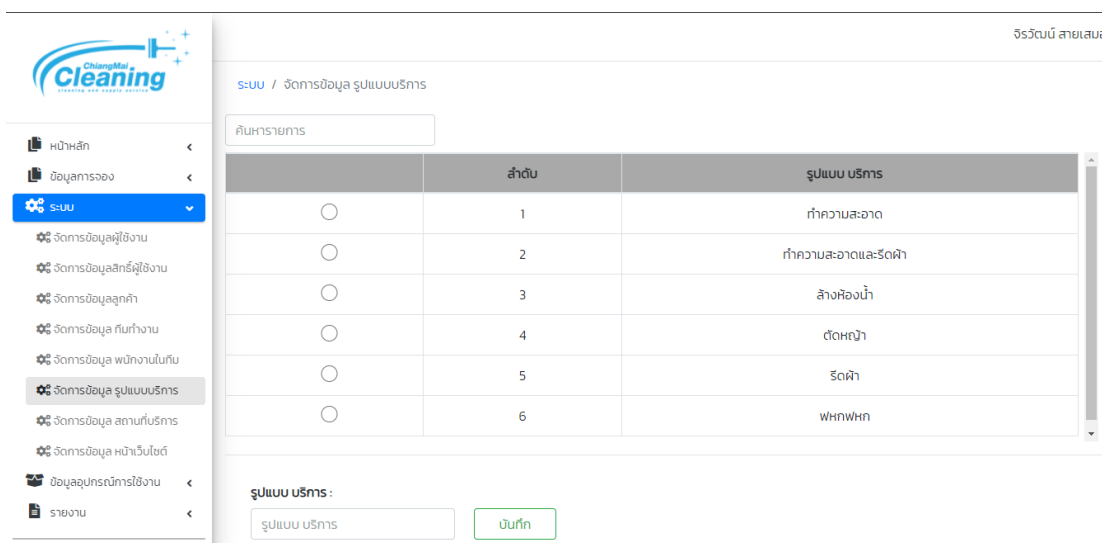 จิรวัฒน์ สายเสมอ
ChiangMai
Cleaning
cleaning and supply service
ระบบ / จัดการข้อมูล รูปแบบบริการ
ค้นหารายการ
หน้าหลัก
ข้อมูลการจอง
ระบบ
จัดการข้อมูลผู้ใช้งาน
จัดการข้อมูลสิทธิ์ผู้ใช้งาน
จัดการข้อมูลลูกค้า
จัดการข้อมูล ทีมทำงาน
จัดการข้อมูล พนักงานในทีม
จัดการข้อมูล รูปแบบบริการ
จัดการข้อมูล สถานที่บริการ
จัดการข้อมูล หน้าเว็บไซต์
ข้อมูลอุปกรณ์การใช้งาน
รายงาน
ลำดับ รูปแบบ บริการ
1 ทำความสะอาด
2 ทำความสะอาดและรีดผ้า
3 ล้างห้องน้ำ
4 ตัดหญ้า
5 รีดผ้า
6 ฟหกฟหก
รูปแบบ บริการ :
รูปแบบ บริการ บันทึก